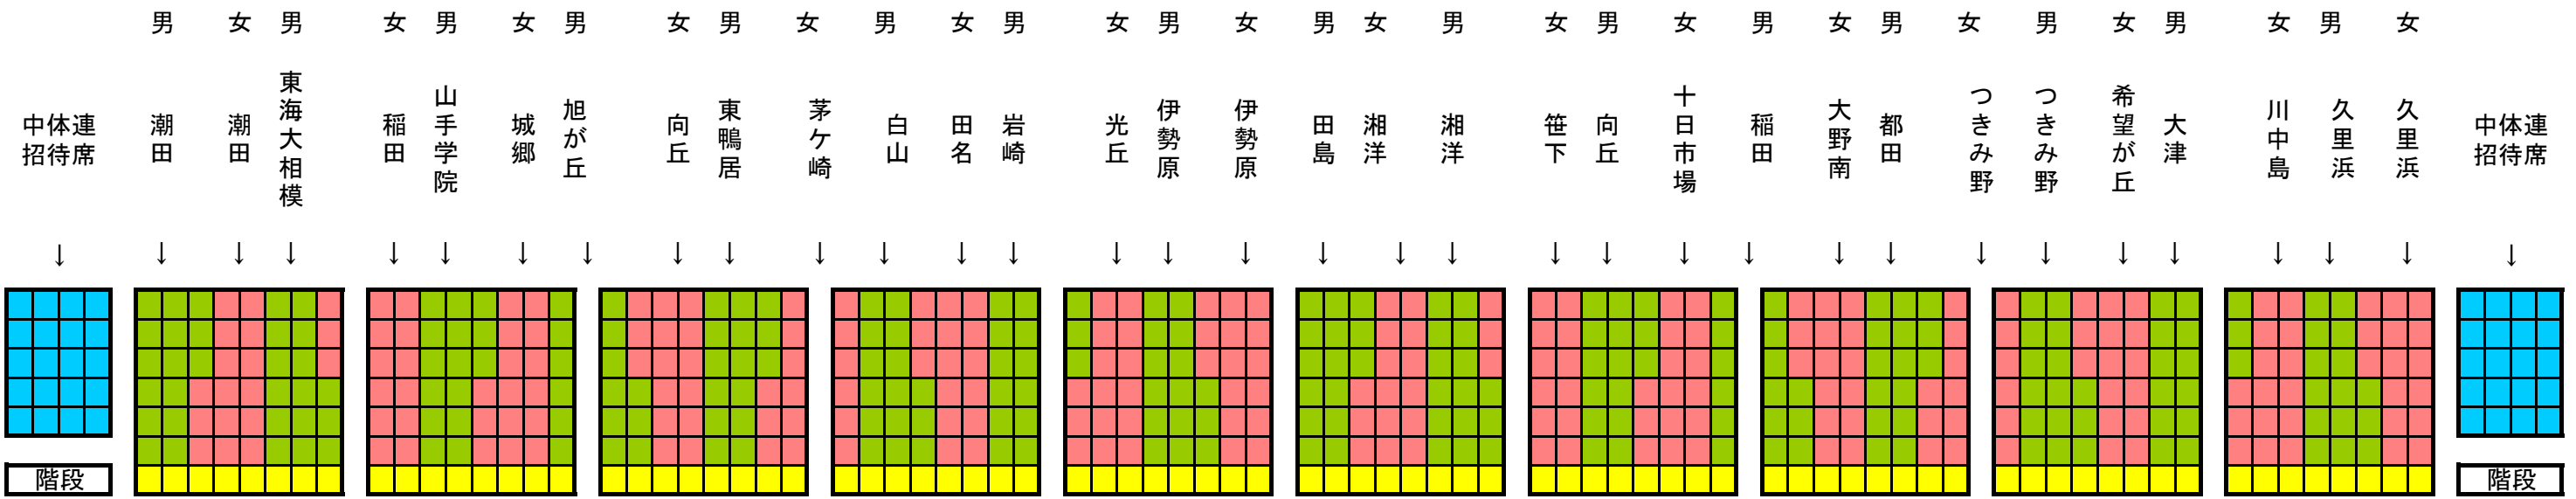 男 女 男 女 男 女 男 女 男 女 男 女 男 女 男 女 男 女 男 女 男 女 男 女 男 女 男 女 男 女 男 女
中体連
招待席
潮田
潮田
東海大相模
稲田
山手学院
城郷
旭が丘
向丘
東鴨居
茅ケ崎
白山
田名
岩崎
光丘
伊勢原
伊勢原
田島
湘洋
湘洋
笹下
向丘
十日市場
稲田
大野南
都田
つきみ野
つきみ野
希望が丘
大津
川中島
久里浜
久里浜
中体連
招待席
↓ ↓ ↓ ↓ ↓ ↓ ↓ ↓ ↓ ↓ ↓ ↓ ↓ ↓ ↓ ↓ ↓ ↓ ↓ ↓ ↓ ↓ ↓ ↓ ↓ ↓ ↓ ↓ ↓ ↓ ↓ ↓ ↓ ↓
階段
階段